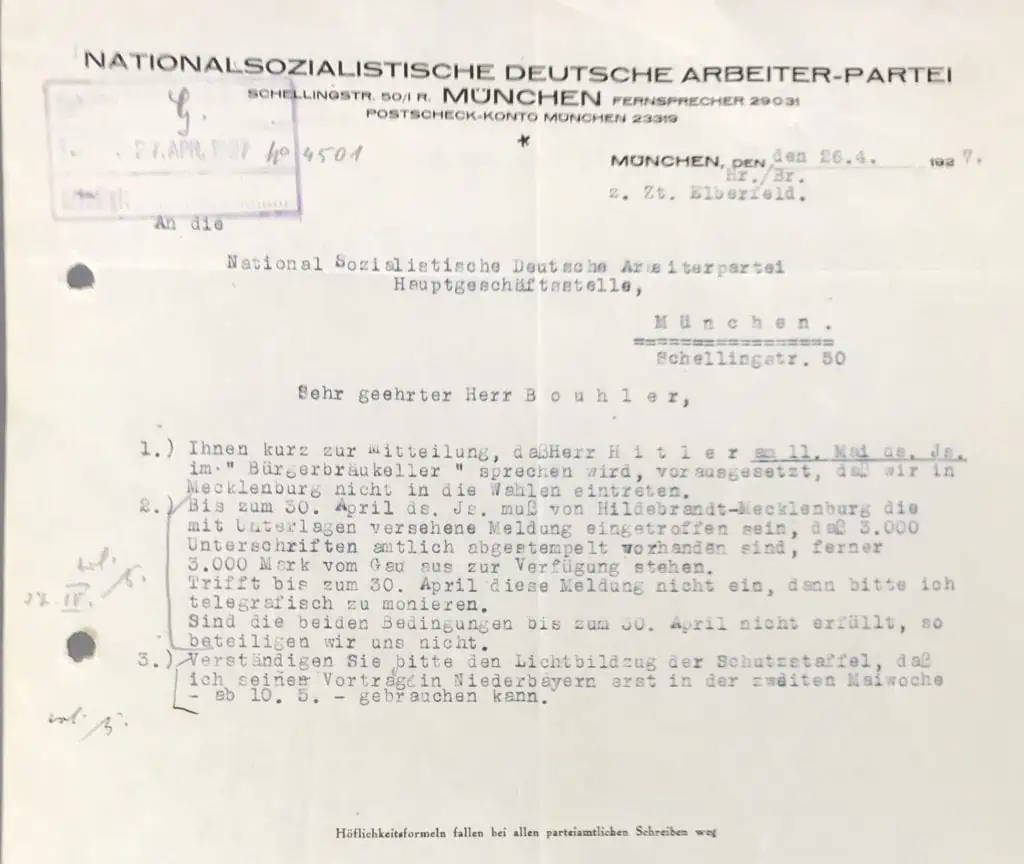 NATIONALSOZIALISTISCHE DEUTSCHE ARBEITER-PARTEI
SCHELLINGSTR. 50/I R. MÜNCHEN FERNSPRECHER 29031
POSTSCHECK-KONTO MÜNCHEN 23319
27. APR. No 4501
MÜNCHEN, DEN den 26.4. 1927.
Hr./Br.
z. Zt. Elberfeld.
An die
National Sozialistische Deutsche Arbeiterpartei
Hauptgeschäftsstelle,
München.
Schellingstr. 50
Sehr geehrter Herr Bouhler,
1.) Ihnen kurz zur Mitteilung, daßHerr Hitler am 11. Mai ds. Js.
im " Bürgerbräukeller " sprechen wird, vorausgesetzt, daß wir in
Mecklenburg nicht in die Wahlen eintreten.
2.) Bis zum 30. April ds. Js. muß von Hildebrandt-Mecklenburg die
mit Unterlagen versehene Meldung eingetroffen sein, daß 3.000
Unterschriften amtlich abgestempelt vorhanden sind, ferner
3.000 Mark vom Gau aus zur Verfügung stehen.
Trifft bis zum 30. April diese Meldung nicht ein, dann bitte ich
telegrafisch zu monieren.
Sind die beiden Bedingungen bis zum 30. April nicht erfüllt, so
beteiligen wir uns nicht.
27. IV.
3.) Verständigen Sie bitte den Lichtbildzug der Schutzstaffel, daß
ich seinen Vortrag in Niederbayern erst in der zweiten Maiwoche
- ab 10. 5. - gebrauchen kann.
Höflichkeitsformeln fallen bei allen parteiamtlichen Schreiben weg